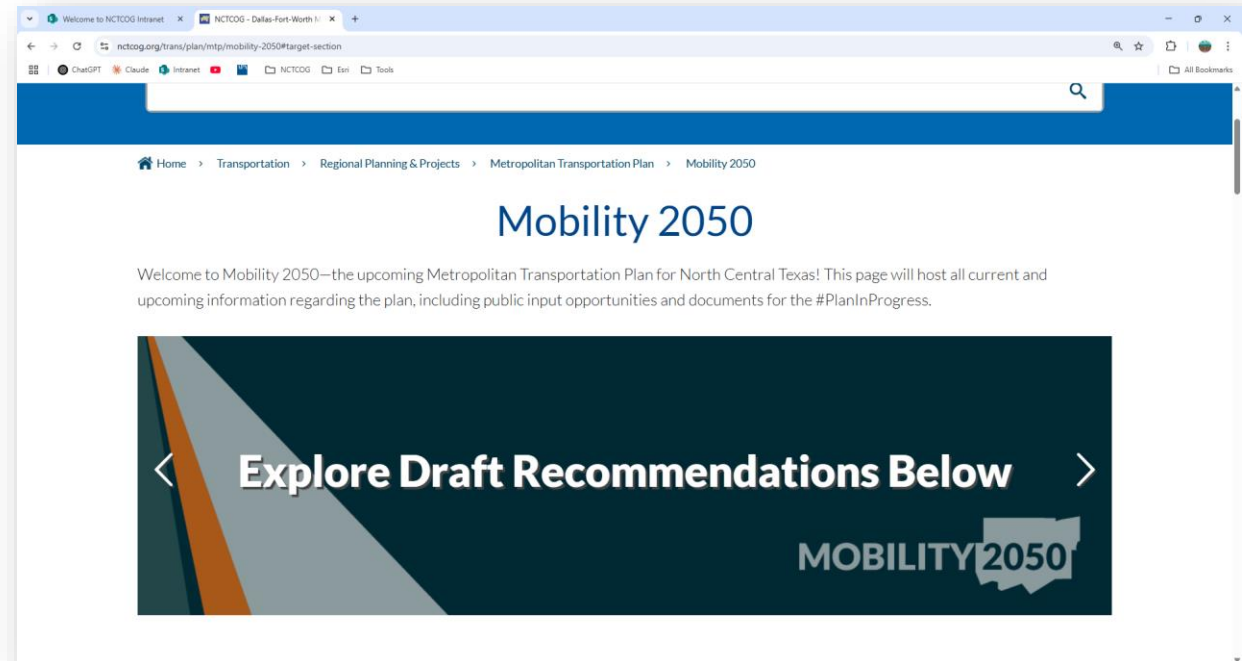 Welcome to NCTCOG Intranet
NCTCOG - Dallas-Fort-Worth
nctcog.org/trans/plan/mtp/mobility-2050#target-section
ChatGPT Claude Intranet NCTCOG Esri Tools All Bookmarks
Home > Transportation > Regional Planning & Projects > Metropolitan Transportation Plan > Mobility 2050
Mobility 2050
Welcome to Mobility 2050—the upcoming Metropolitan Transportation Plan for North Central Texas! This page will host all current and
upcoming information regarding the plan, including public input opportunities and documents for the #PlanInProgress.
Explore Draft Recommendations Below
MOBILITY 2050